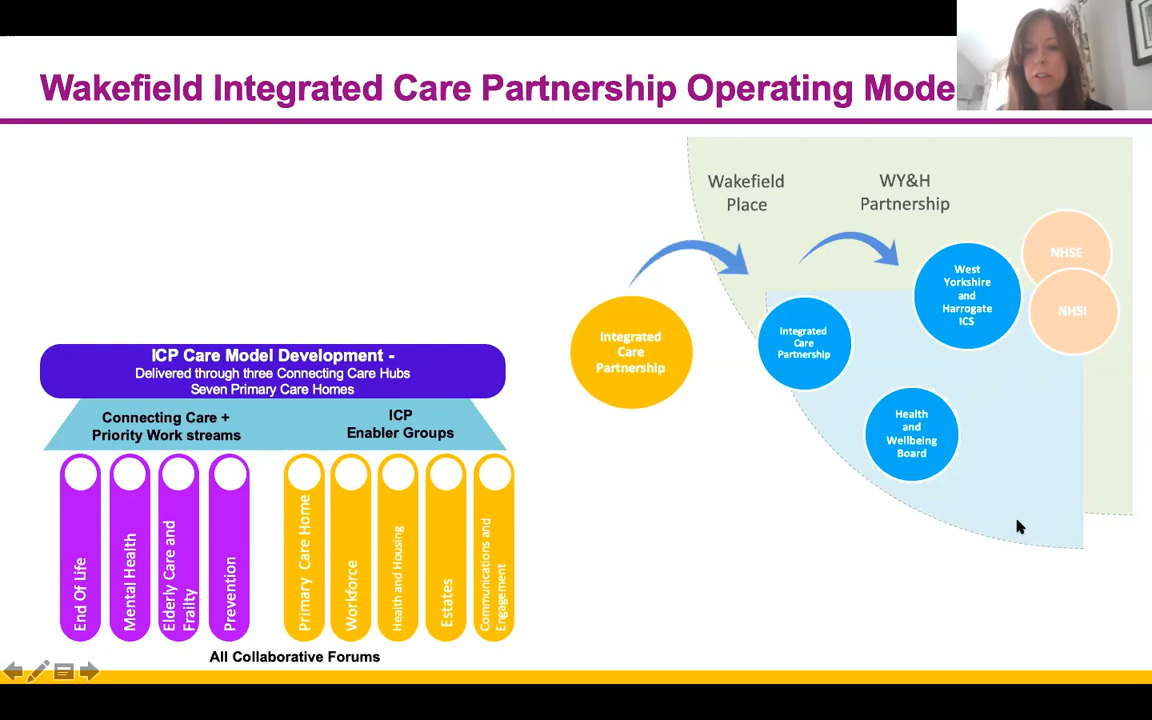 Wakefield Integrated Care Partnership Operating Mode
Wakefield
Place
WY&H
Partnership
NHSE
NHSI
West
Yorkshire
and
Harrogate
ICS
Integrated
Care
Partnership
Integrated
Care
Partnership
Health
and
Wellbeing
Board
ICP Care Model Development -
Delivered through three Connecting Care Hubs
Seven Primary Care Homes
Connecting Care +
Priority Work streams
ICP
Enabler Groups
End Of Life
Mental Health
Elderly Care and
Frailty
Prevention
Primary Care Home
Workforce
Health and Housing
Estates
Communications and
Engagement
All Collaborative Forums